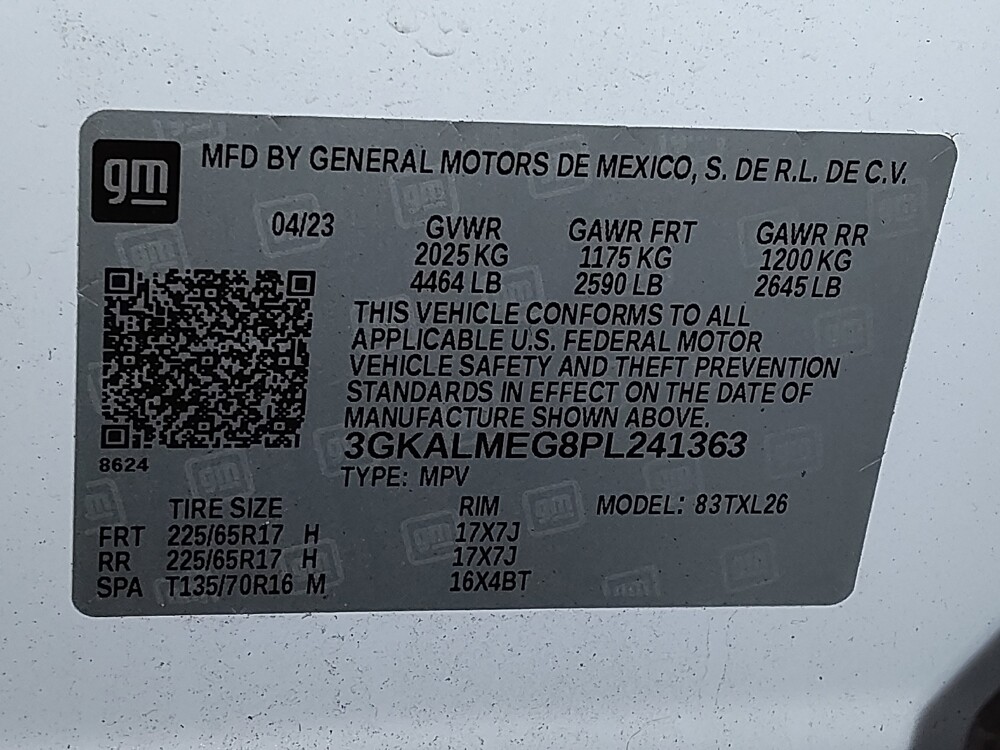 gm MFD BY GENERAL MOTORS DE MEXICO, S. DE R.L. DE C.V.
04/23 GVWR GAWR FRT GAWR RR
2025 KG 1175 KG 1200 KG
4464 LB 2590 LB 2645 LB
THIS VEHICLE CONFORMS TO ALL
APPLICABLE U.S. FEDERAL MOTOR
VEHICLE SAFETY AND THEFT PREVENTION
STANDARDS IN EFFECT ON THE DATE OF
MANUFACTURE SHOWN ABOVE.
3GKALMEG8PL241363
8624
TYPE: MPV
TIRE SIZE RIM MODEL: 83TXL26
FRT 225/65R17 H 17X7J
RR 225/65R17 H 17X7J
SPA T135/70R16 M 16X4BT